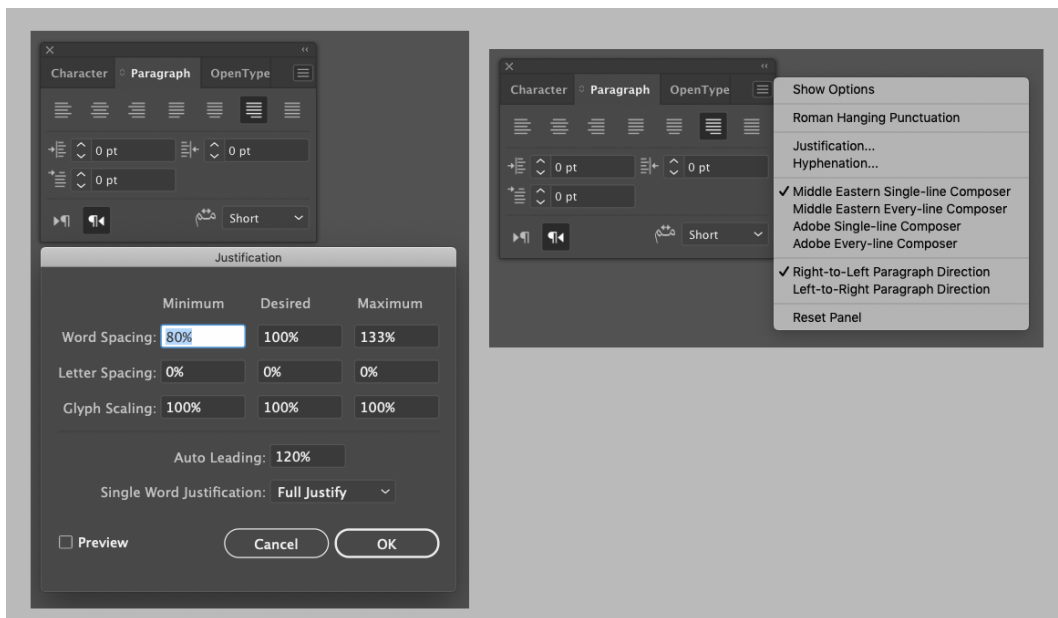 Character Paragraph OpenType
0 pt 0 pt
0 pt
Short
Justification
Minimum Desired Maximum
Word Spacing: 80% 100% 133%
Letter Spacing: 0% 0% 0%
Glyph Scaling: 100% 100% 100%
Auto Leading: 120%
Single Word Justification: Full Justify
Preview Cancel OK
Character Paragraph OpenType
0 pt 0 pt
0 pt
Short
Show Options
Roman Hanging Punctuation
Justification...
Hyphenation...
✓ Middle Eastern Single-line Composer
Middle Eastern Every-line Composer
Adobe Single-line Composer
Adobe Every-line Composer
✓ Right-to-Left Paragraph Direction
Left-to-Right Paragraph Direction
Reset Panel